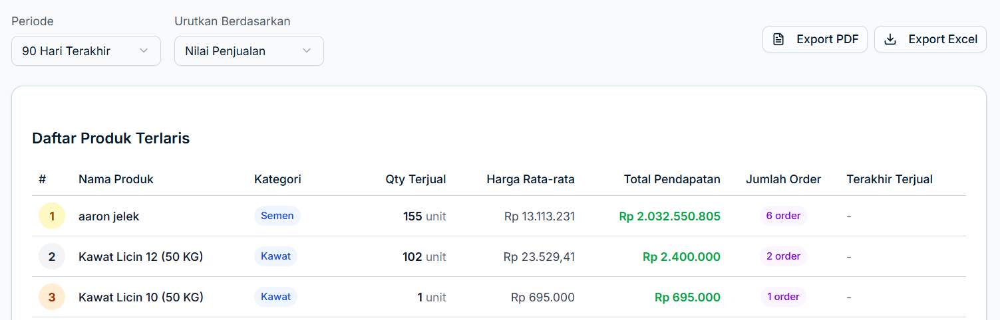 Periode
Urutkan Berdasarkan
90 Hari Terakhir
Nilai Penjualan
Export PDF
Export Excel
Daftar Produk Terlaris
# Nama Produk Kategori Qty Terjual Harga Rata-rata Total Pendapatan Jumlah Order Terakhir Terjual
1 aaron jelek Semen 155 unit Rp 13.113.231 Rp 2.032.550.805 6 order -
2 Kawat Licin 12 (50 KG) Kawat 102 unit Rp 23.529,41 Rp 2.400.000 2 order -
3 Kawat Licin 10 (50 KG) Kawat 1 unit Rp 695.000 Rp 695.000 1 order -